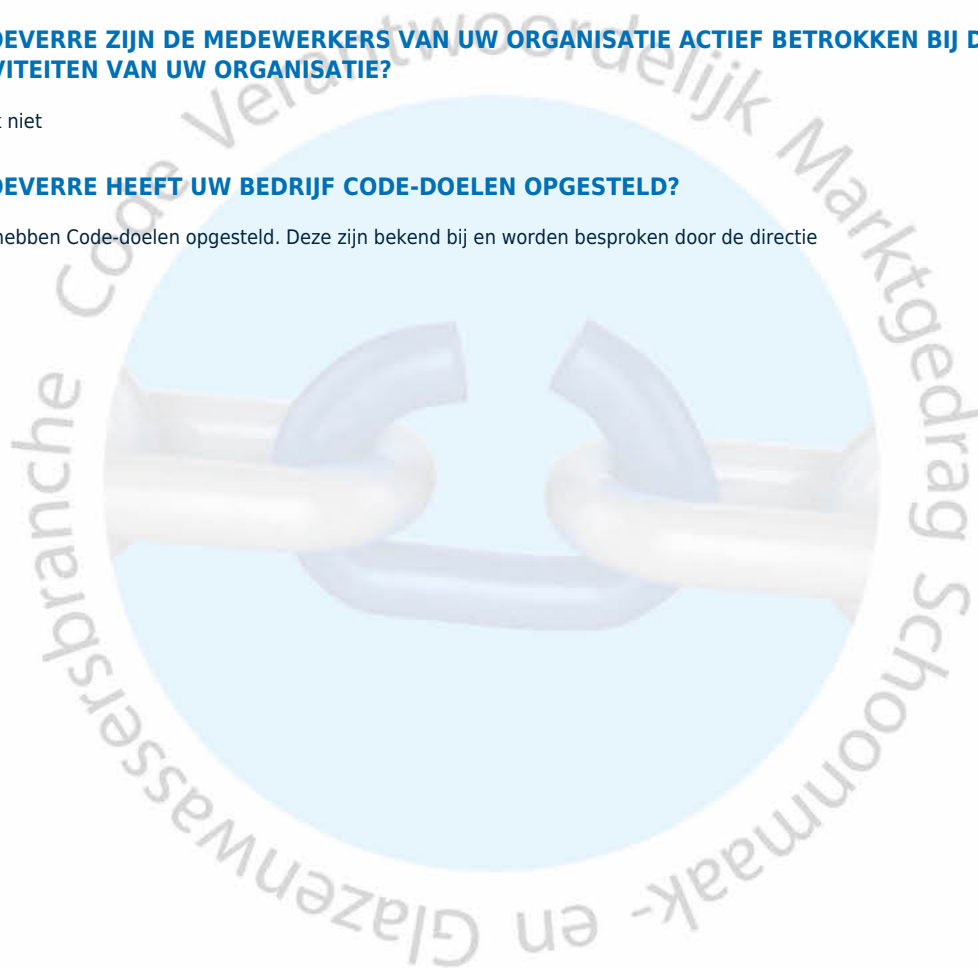 OEVERRE ZIJN DE MEDEWERKERS VAN UW ORGANISATIE ACTIEF BETROKKEN BIJ D
VITEITEN VAN UW ORGANISATIE?
niet
OEVERRE HEEFT UW BEDRIJF CODE-DOELEN OPGESTELD?
hebben Code-doelen opgesteld. Deze zijn bekend bij en worden besproken door de directie
Code Verantwoordelijk Marktgedrag Schoonmaak- en Glazenwassersbranche